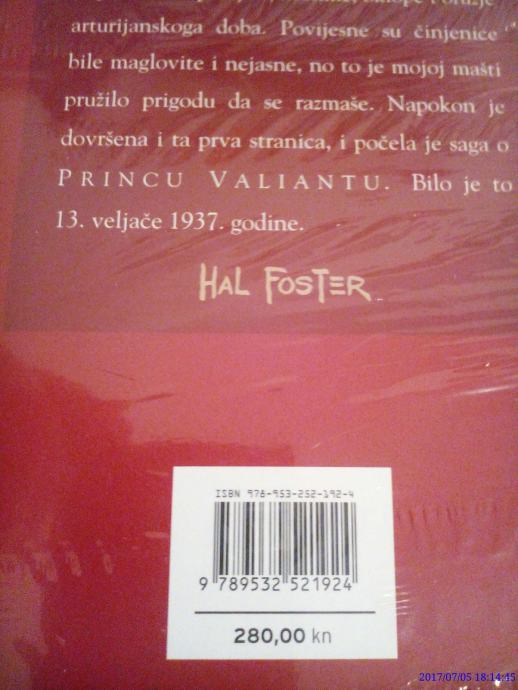 arturijanskoga doba. Povijesne su činjenice
bile maglovite i nejasne, no to je mojoj mašti
pružilo prigodu da se razmaše. Napokon je
dovršena i ta prva stranica, i počela je saga o
PRINCU VALIANTU. Bilo je to
13. veljače 1937. godine.
HAL FOSTER
ISBN 978-953-252-192-4
9 789532 521924
280,00 kn
2017/07/05 18:14:45